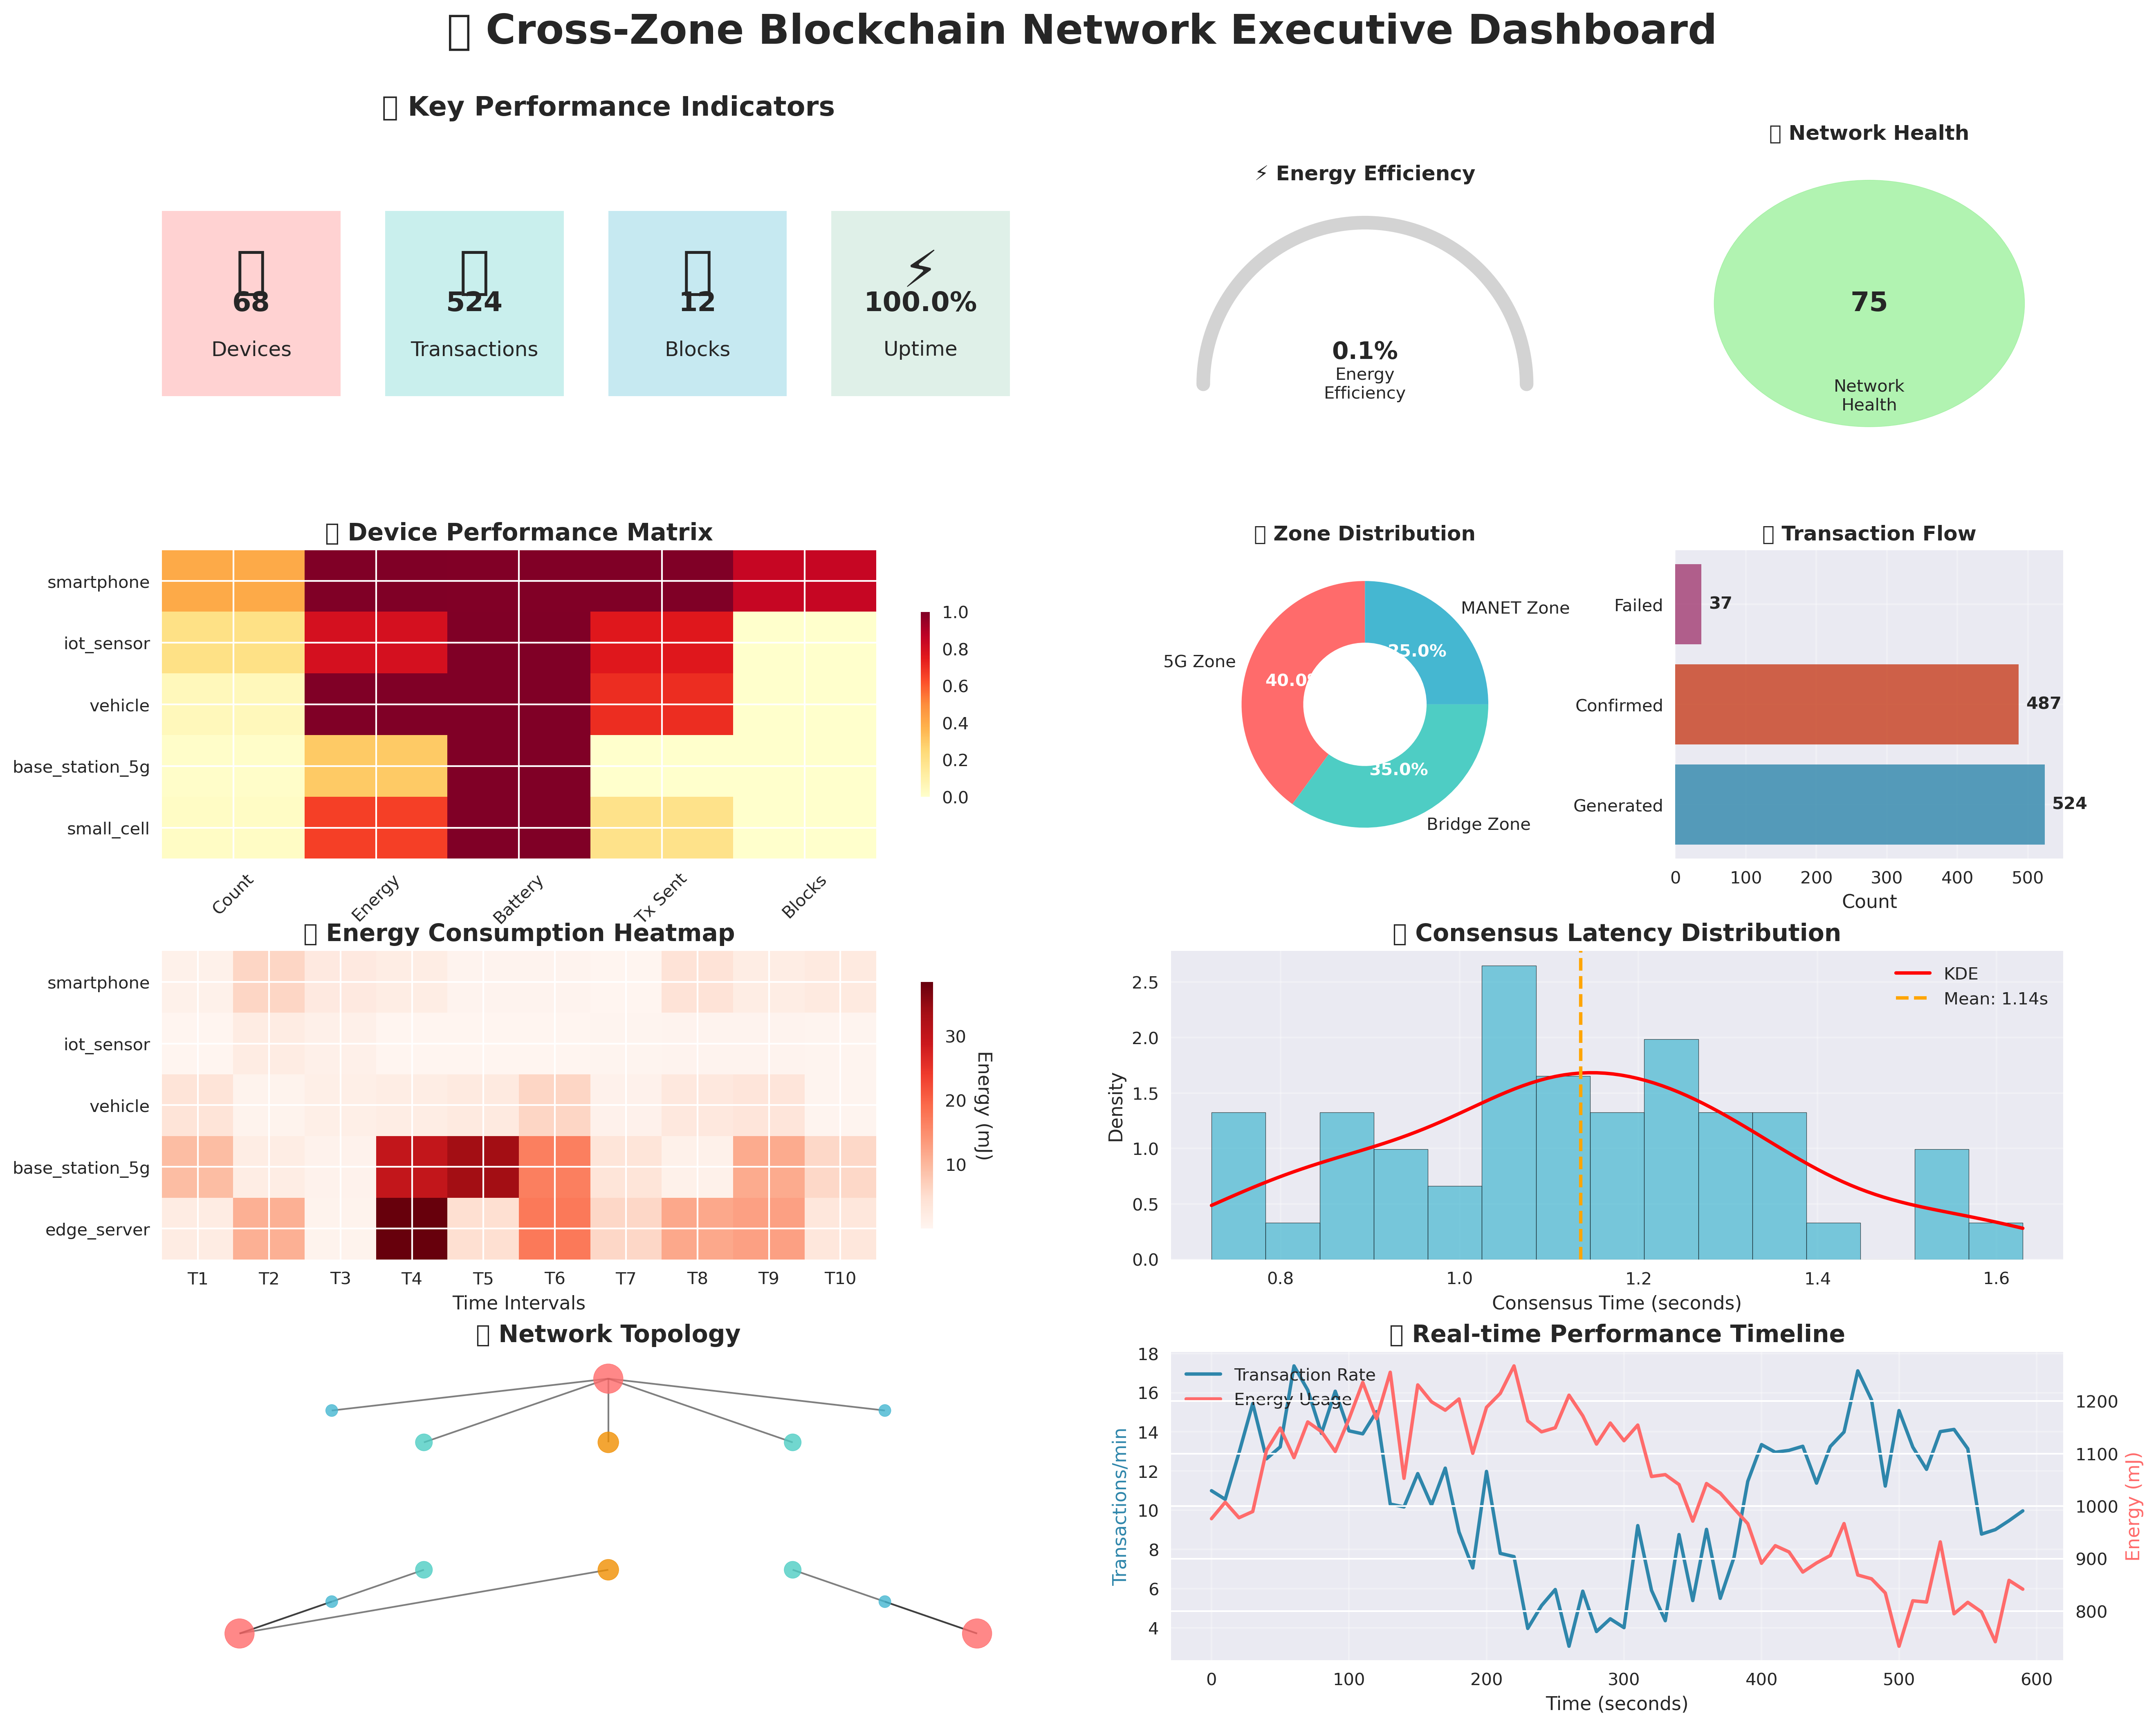 Cross-Zone Blockchain Network Executive Dashboard
Key Performance Indicators
68
Devices
524
Transactions
12
Blocks
⚡
100.0%
Uptime
⚡ Energy Efficiency
0.1%
Energy
Efficiency
Network Health
75
Network
Health
Device Performance Matrix
smartphone
iot_sensor
vehicle
base_station_5g
small_cell
Count
Energy
Battery
Tx Sent
Blocks
1.0
0.8
0.6
0.4
0.2
0.0
Zone Distribution
MANET Zone
25.0%
5G Zone
40.0%
35.0%
Bridge Zone
Transaction Flow
Failed
37
Confirmed
487
Generated
524
0 100 200 300 400 500
Count
Energy Consumption Heatmap
smartphone
iot_sensor
vehicle
base_station_5g
edge_server
T1 T2 T3 T4 T5 T6 T7 T8 T9 T10
Time Intervals
30
20
10
Energy (mJ)
Consensus Latency Distribution
KDE
Mean: 1.14s
2.5
2.0
1.5
1.0
0.5
0.0
Density
0.8 1.0 1.2 1.4 1.6
Consensus Time (seconds)
Network Topology
Real-time Performance Timeline
Transaction Rate
Energy Usage
18
16
14
12
10
8
6
4
Transactions/min
1200
1100
1000
900
800
Energy (mJ)
0 100 200 300 400 500 600
Time (seconds)